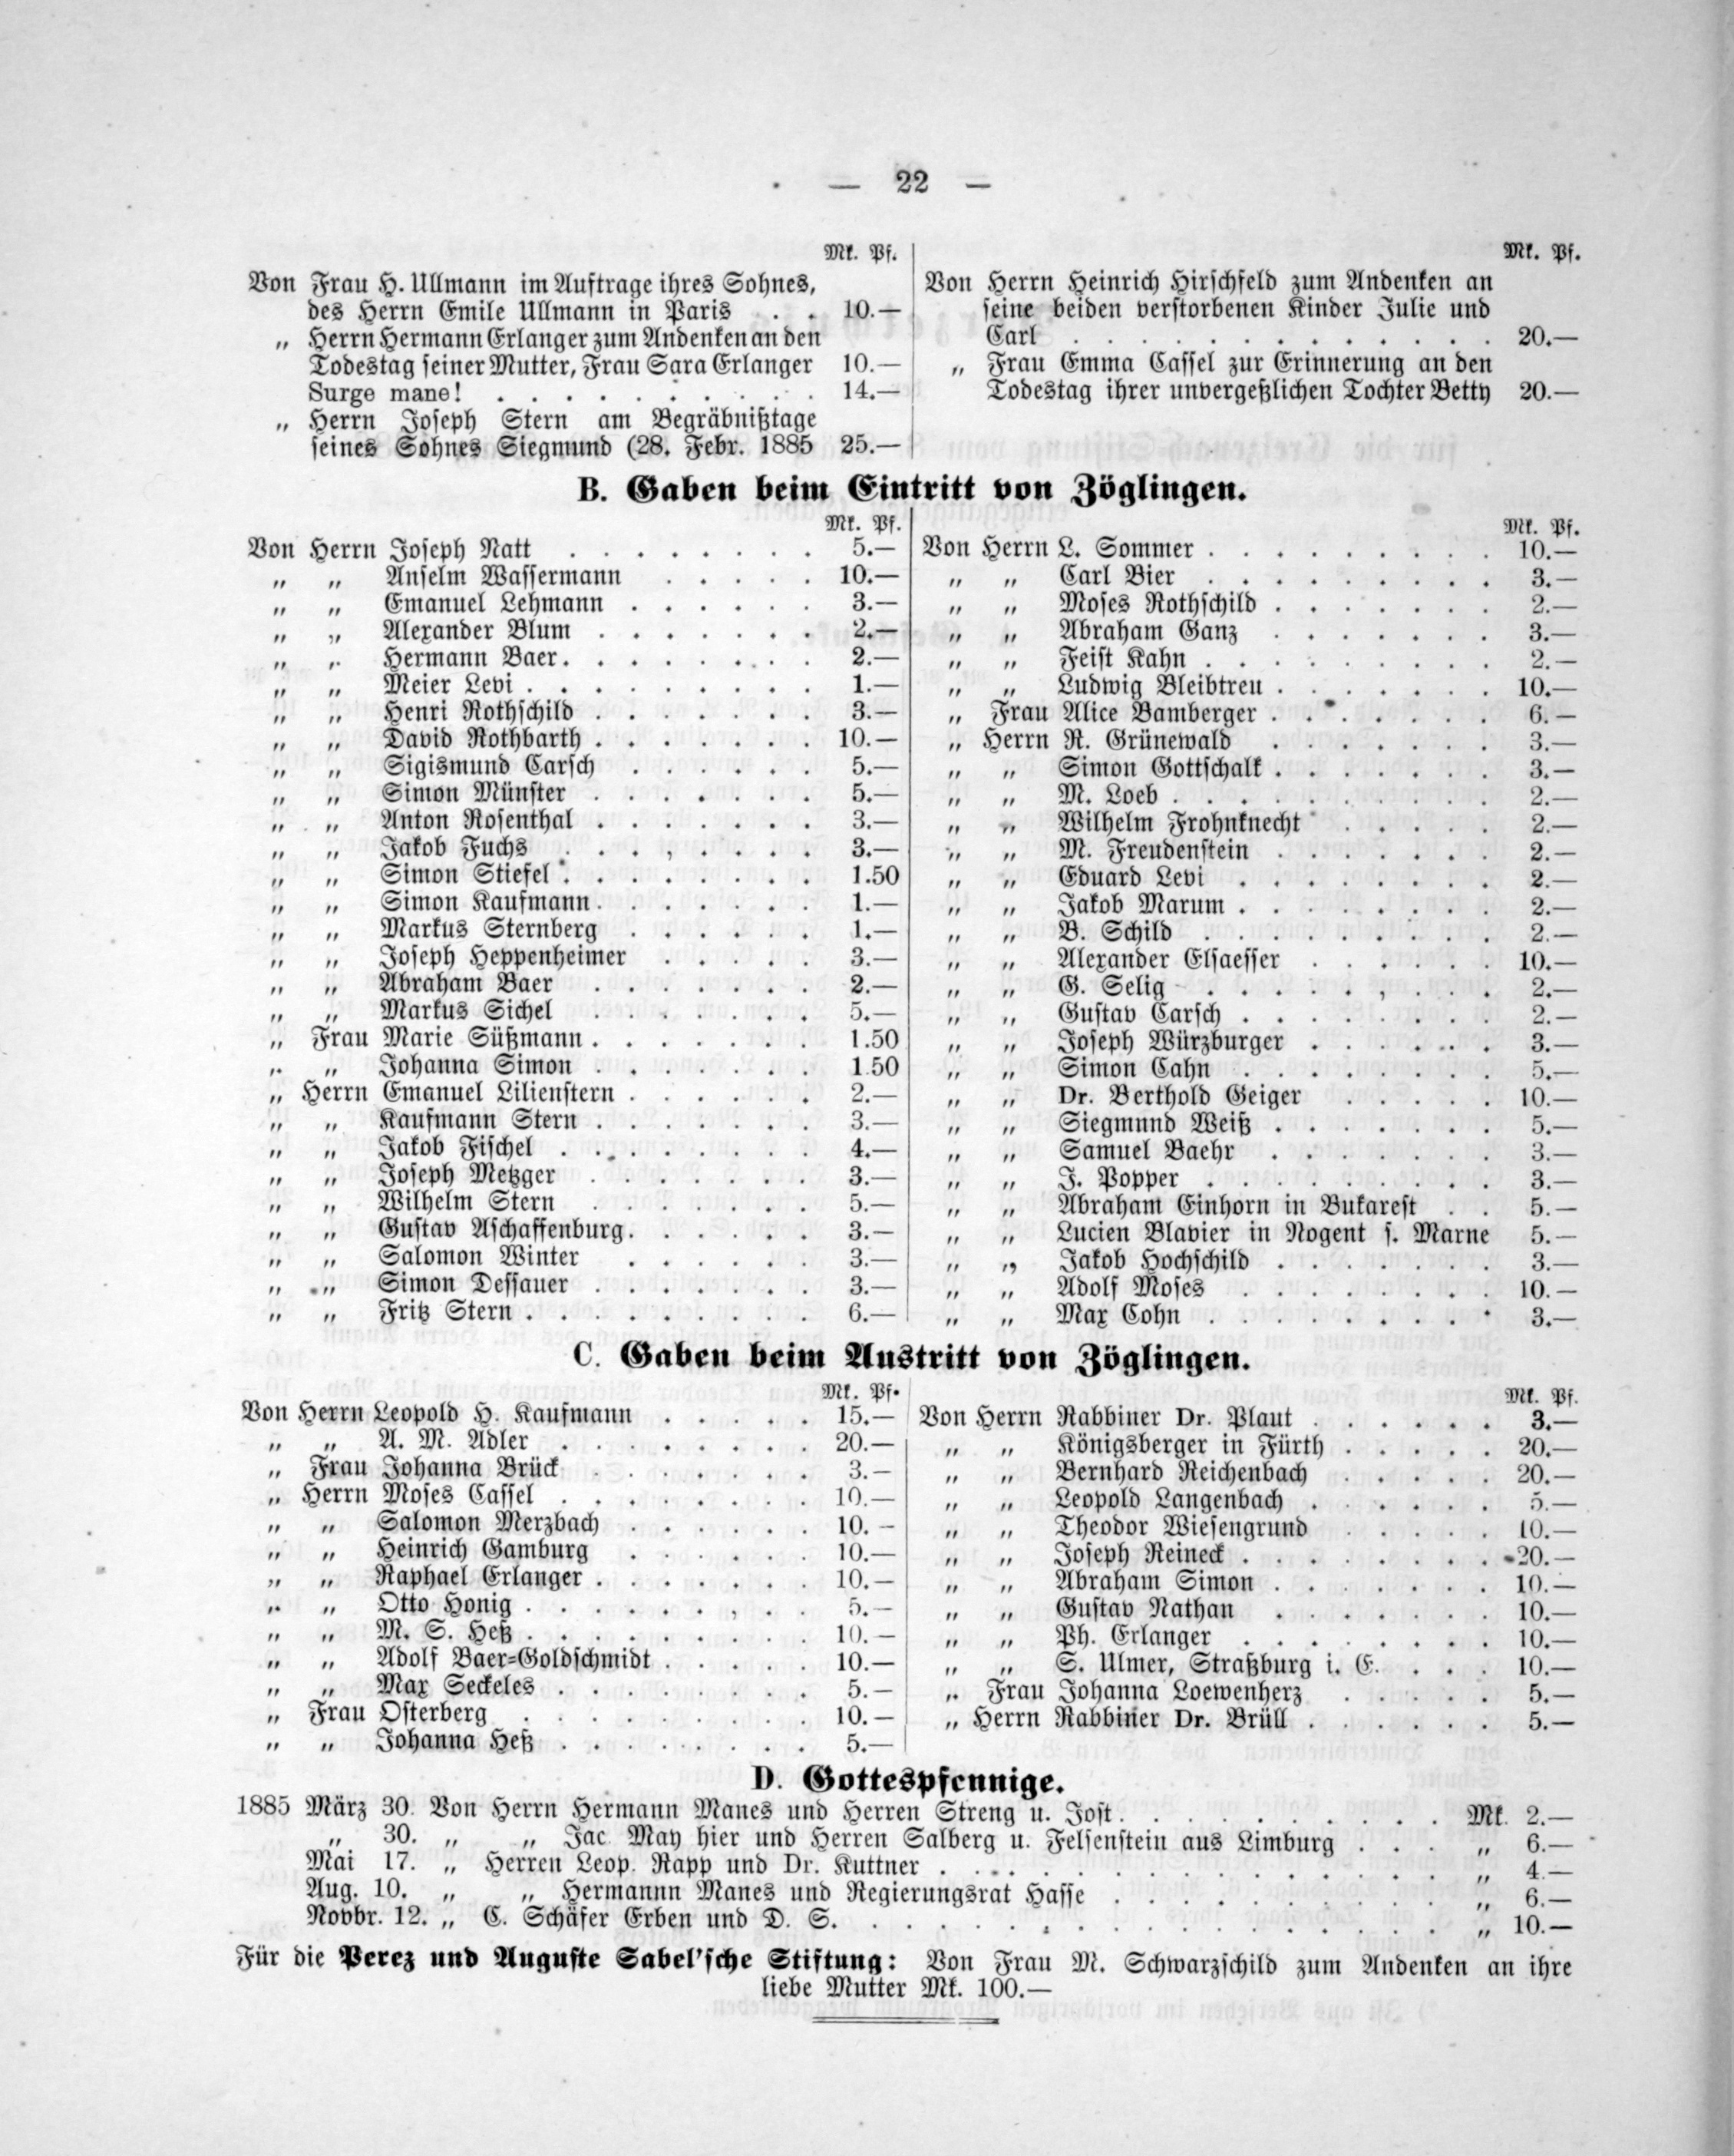 — 22 —
Mk. Pf.
Von Frau H. Ullmann im Auftrage ihres Sohnes,
des Herrn Emile Ullmann in Paris . . 10.—
„ Herrn Hermann Erlanger zum Andenken an den
Todestag seiner Mutter, Frau Sara Erlanger 10.—
Surge mane! . . . . . . . . . 14.—
„ Herrn Joseph Stern am Begräbnißtage
seines Sohnes Siegmund (28. Febr. 1885 25.—
Mk. Pf.
Von Herrn Heinrich Hirschfeld zum Andenken an
seine beiden verstorbenen Kinder Julie und
Carl . . . . . . . . . . . 20.—
„ Frau Emma Cassel zur Erinnerung an den
Todestag ihrer unvergeßlichen Tochter Betty 20.—
B. Gaben beim Eintritt von Zöglingen.
Mk. Pf.
Von Herrn Joseph Natt . . . . . . . . 5.—
„ „ Anselm Wassermann . . . . . 10.—
„ „ Emanuel Lehmann . . . . . . 3.—
„ „ Alexander Blum . . . . . . . 2.—
„ „ Hermann Baer. . . . . . . . 2.—
„ „ Meier Levi . . . . . . . . . 1.—
„ „ Henri Rothschild . . . . . . . 3.—
„ „ David Rothbarth . . . . . . . 10.—
„ „ Sigismund Carsch . . . . . . 5.—
„ „ Simon Münster . . . . . . . 5.—
„ „ Anton Rosenthal . . . . . . . 3.—
„ „ Jakob Fuchs . . . . . . . . 3.—
„ „ Simon Stiefel . . . . . . . . 1.50
„ „ Simon Kaufmann. . . . . . . 1.—
„ „ Markus Sternberg . . . . . . 1.—
„ „ Joseph Heppenheimer . . . . . 3.—
„ „ Abraham Baer . . . . . . . 2.—
„ „ Markus Sichel . . . . . . . 5.—
„ Frau Marie Süßmann . . . . . . . 1.50
„ „ Johanna Simon . . . . . . . 1.50
„ Herrn Emanuel Lilienstern . . . . . . 2.—
„ „ Kaufmann Stern . . . . . . . 3.—
„ „ Jakob Fischel . . . . . . . . 4.—
„ „ Joseph Metzger . . . . . . . 3.—
„ „ Wilhelm Stern . . . . . . . 5.—
„ „ Gustav Aschaffenburg. . . . . . 3.—
„ „ Salomon Winter . . . . . . 3.—
„ „ Simon Dessauer . . . . . . . 3.—
„ „ Fritz Stern . . . . . . . . . 6.—
Mk. Pf.
Von Herrn L. Sommer . . . . . . . . . 10.—
„ „ Carl Bier . . . . . . . . . 3.—
„ „ Moses Rothschild . . . . . . . 2.—
„ „ Abraham Ganz . . . . . . . 3.—
„ „ Feist Kahn . . . . . . . . . 2.—
„ „ Ludwig Bleibtreu . . . . . . . 10.—
„ Frau Alice Bamberger . . . . . . . 6.—
„ Herrn R. Grünewald . . . . . . . 3.—
„ „ Simon Gottschalk . . . . . . . 3.—
„ „ M. Loeb . . . . . . . . . . 2.—
„ „ Wilhelm Frohnknecht . . . . . 2.—
„ „ M. Freudenstein . . . . . . . 2.—
„ „ Eduard Levi . . . . . . . . 2.—
„ „ Jakob Marum . . . . . . . . 2.—
„ „ B. Schild . . . . . . . . . 2.—
„ „ Alexander Elsaesser . . . . . . 10.—
„ „ G. Selig . . . . . . . . . 2.—
„ „ Gustav Carsch . . . . . . . . 2.—
„ „ Joseph Würzburger . . . . . . 3.—
„ „ Simon Cahn . . . . . . . . 5.—
„ „ Dr. Berthold Geiger . . . . . 10.—
„ „ Siegmund Weiß . . . . . . . 5.—
„ „ Samuel Baehr . . . . . . . 3.—
„ „ J. Popper . . . . . . . . . 3.—
„ „ Abraham Einhorn in Bukarest . . 5.—
„ „ Lucien Blavier in Nogent s. Marne 5.—
„ „ Jakob Hochschild . . . . . . . 3.—
„ „ Adolf Moses . . . . . . . . 10.—
„ „ Max Cohn . . . . . . . . . 3.—
C. Gaben beim Austritt von Zöglingen.
Mk. Pf.
Von Herrn Leopold H. Kaufmann . . . . . 15.—
„ „ A. M. Adler . . . . . . . . 20.—
„ Frau Johanna Brück . . . . . . . 3.—
„ Herrn Moses Cassel . . . . . . . . 10.—
„ „ Salomon Merzbach . . . . . 10.—
„ „ Heinrich Gamburg . . . . . . 10.—
„ „ Raphael Erlanger . . . . . . . 10.—
„ „ Otto Honig . . . . . . . . . 5.—
„ „ M. S. Heß . . . . . . . . . 10.—
„ „ Adolf Baer-Goldschmidt . . . . . 10.—
„ „ Max Seckeles . . . . . . . . 5.—
„ Frau Osterberg . . . . . . . . . 10.—
„ „ Johanna Heß . . . . . . . . 5.—
Mk. Pf.
Von Herrn Rabbiner Dr. Plaut . . . . . . 3.—
„ „ Königsberger in Fürth . . . . . 20.—
„ „ Bernhard Reichenbach . . . . . 20.—
„ „ Leopold Langenbach . . . . . . 5.—
„ „ Theodor Wiesengrund . . . . . 10.—
„ „ Joseph Reineck . . . . . . . . 20.—
„ „ Abraham Simon . . . . . . . 10.—
„ „ Gustav Nathan . . . . . . . 10.—
„ „ Ph. Erlanger . . . . . . . . 10.—
„ „ S. Ulmer, Straßburg i. E. . . . 10.—
„ Frau Johanna Loewenherz . . . . . 5.—
„ Herrn Rabbiner Dr. Brüll . . . . . . 5.—
D. Gottespfennige.
1885 März 30. Von Herrn Hermann Manes und Herren Streng u. Jost . . . . . . . . . . Mk. 2.—
„ 30. „ „ Jac. May hier und Herren Salberg u. Felsenstein aus Limburg . . . „ 6.—
Mai 17. „ Herren Leop. Rapp und Dr. Kuttner . . . . . . . . . . . . . . . „ 4.—
Aug. 10. „ „ Hermannn Manes und Regierungsrat Hasse . . . . . . . . . . „ 6.—
Novbr. 12. „ C. Schäfer Erben und D. S. . . . . . . . . . . . . . . . . . „ 10.—
Für die Perez und Auguste Sabel'sche Stiftung: Von Frau M. Schwarzschild zum Andenken an ihre
liebe Mutter Mk. 100.—